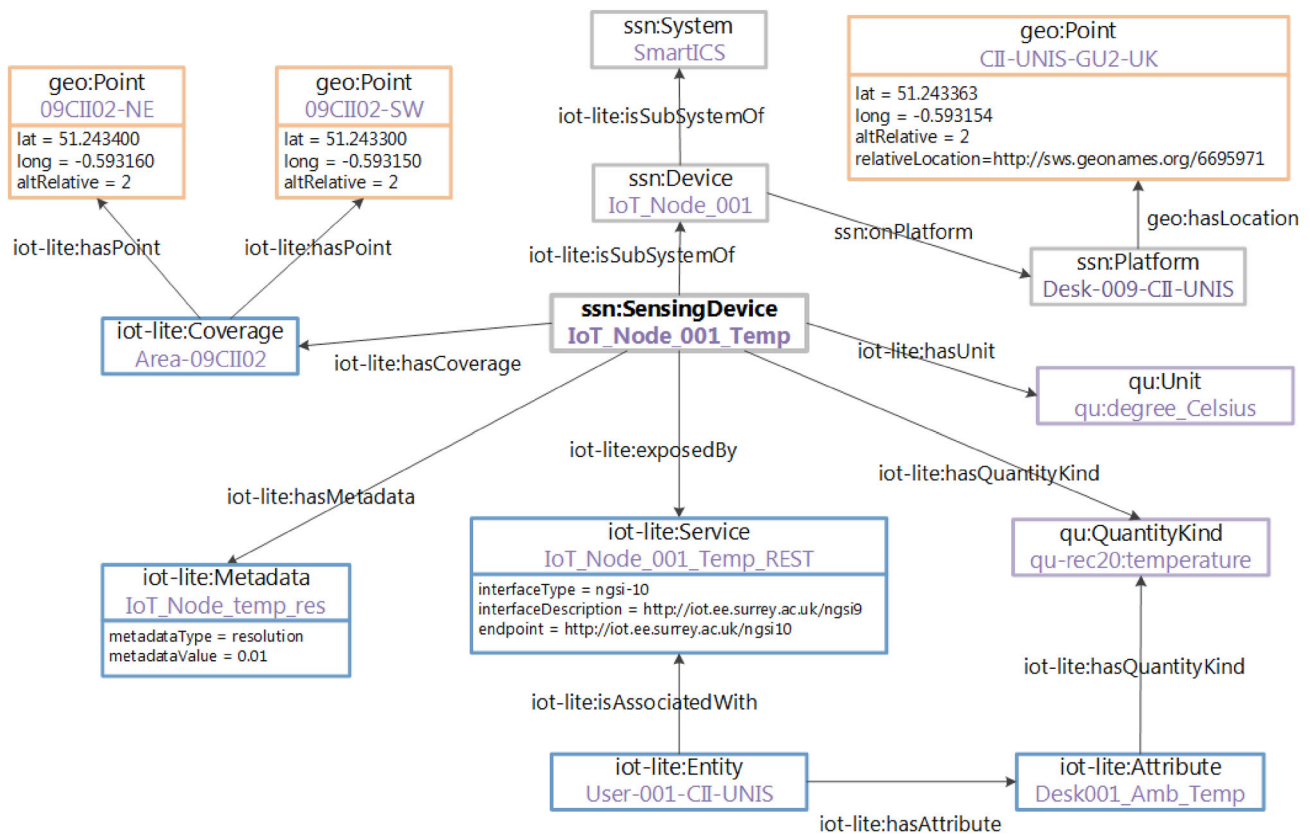 ssn:System
SmartICS
geo:Point
CII-UNIS-GU2-UK
lat = 51.243363
long = -0.593154
altRelative = 2
relativeLocation=http://sws.geonames.org/6695971
geo:Point
09CII02-NE
lat = 51.243400
long = -0.593160
altRelative = 2
geo:Point
09CII02-SW
lat = 51.243300
long = -0.593150
altRelative = 2
iot-lite:isSubSystemOf
ssn:Device
IoT_Node_001
iot-lite:hasPoint
iot-lite:hasPoint
iot-lite:isSubSystemOf
ssn:onPlatform
geo:hasLocation
ssn:Platform
Desk-009-CII-UNIS
ssn:SensingDevice
IoT_Node_001_Temp
iot-lite:Coverage
Area-09CII02
iot-lite:hasCoverage
iot-lite:hasUnit
qu:Unit
qu:degree_Celsius
iot-lite:exposedBy
iot-lite:hasQuantityKind
iot-lite:hasMetadata
iot-lite:Service
IoT_Node_001_Temp_REST
interfaceType = ngsi-10
interfaceDescription = http://iot.ee.surrey.ac.uk/ngsi9
endpoint = http://iot.ee.surrey.ac.uk/ngsi10
qu:QuantityKind
qu-rec20:temperature
iot-lite:Metadata
IoT_Node_temp_res
metadataType = resolution
metadataValue = 0.01
iot-lite:hasQuantityKind
iot-lite:isAssociatedWith
iot-lite:Entity
User-001-CII-UNIS
iot-lite:Attribute
Desk001_Amb_Temp
iot-lite:hasAttribute